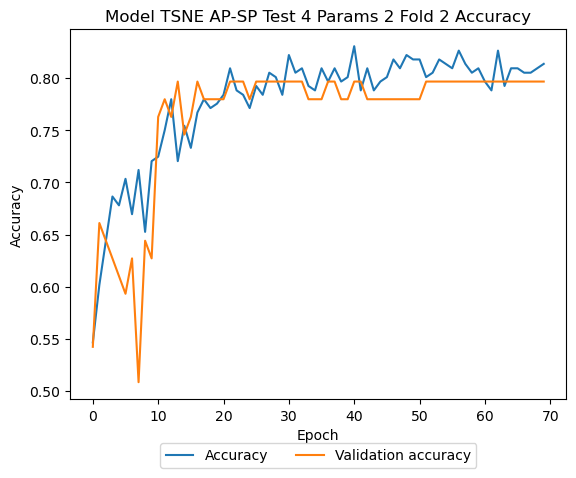 Model TSNE AP-SP Test 4 Params 2 Fold 2 Accuracy
0.80
0.75
0.70
0.65
0.60
0.55
0.50
Accuracy
0 10 20 30 40 50 60 70
Epoch
Accuracy Validation accuracy